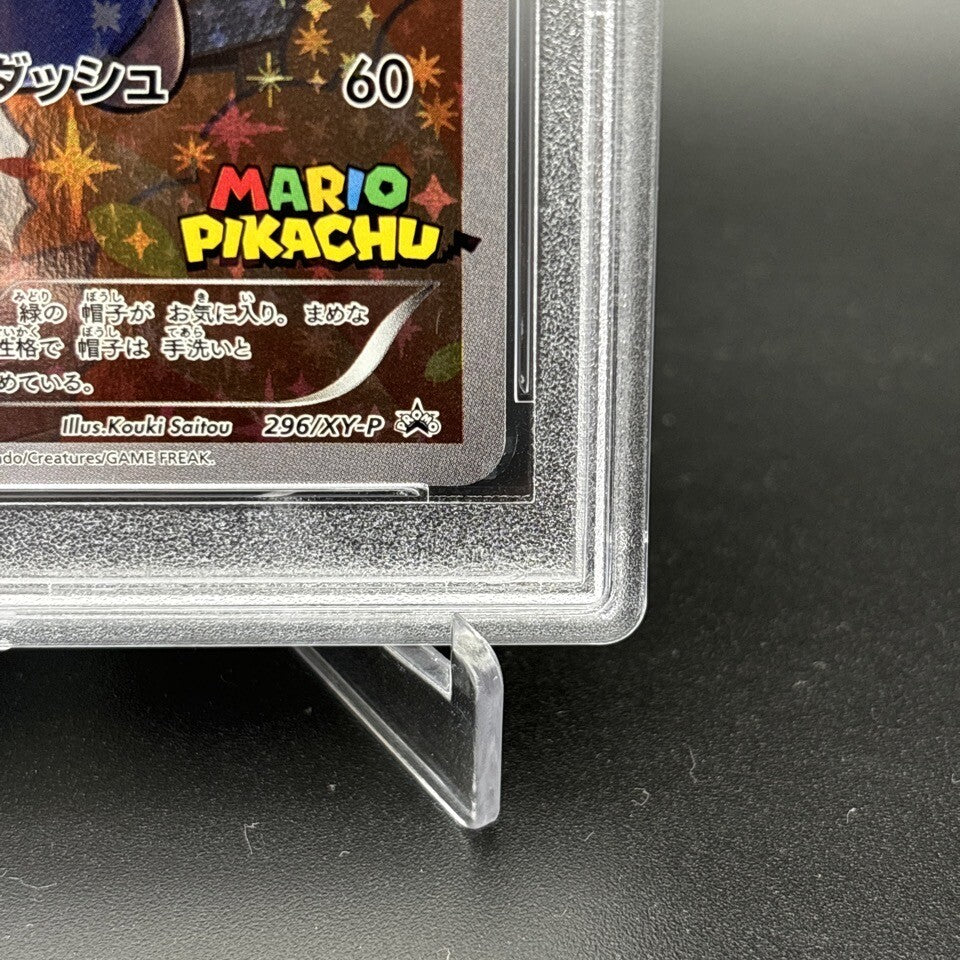 ダッシュ 60
MARIO
PIKACHU
緑の 帽子が お気に入り。 まめな
性格で 帽子は 手洗いと
めている。
Illus.Kouki Saitou 296/XY-P
ndo/Creatures/GAME FREAK.